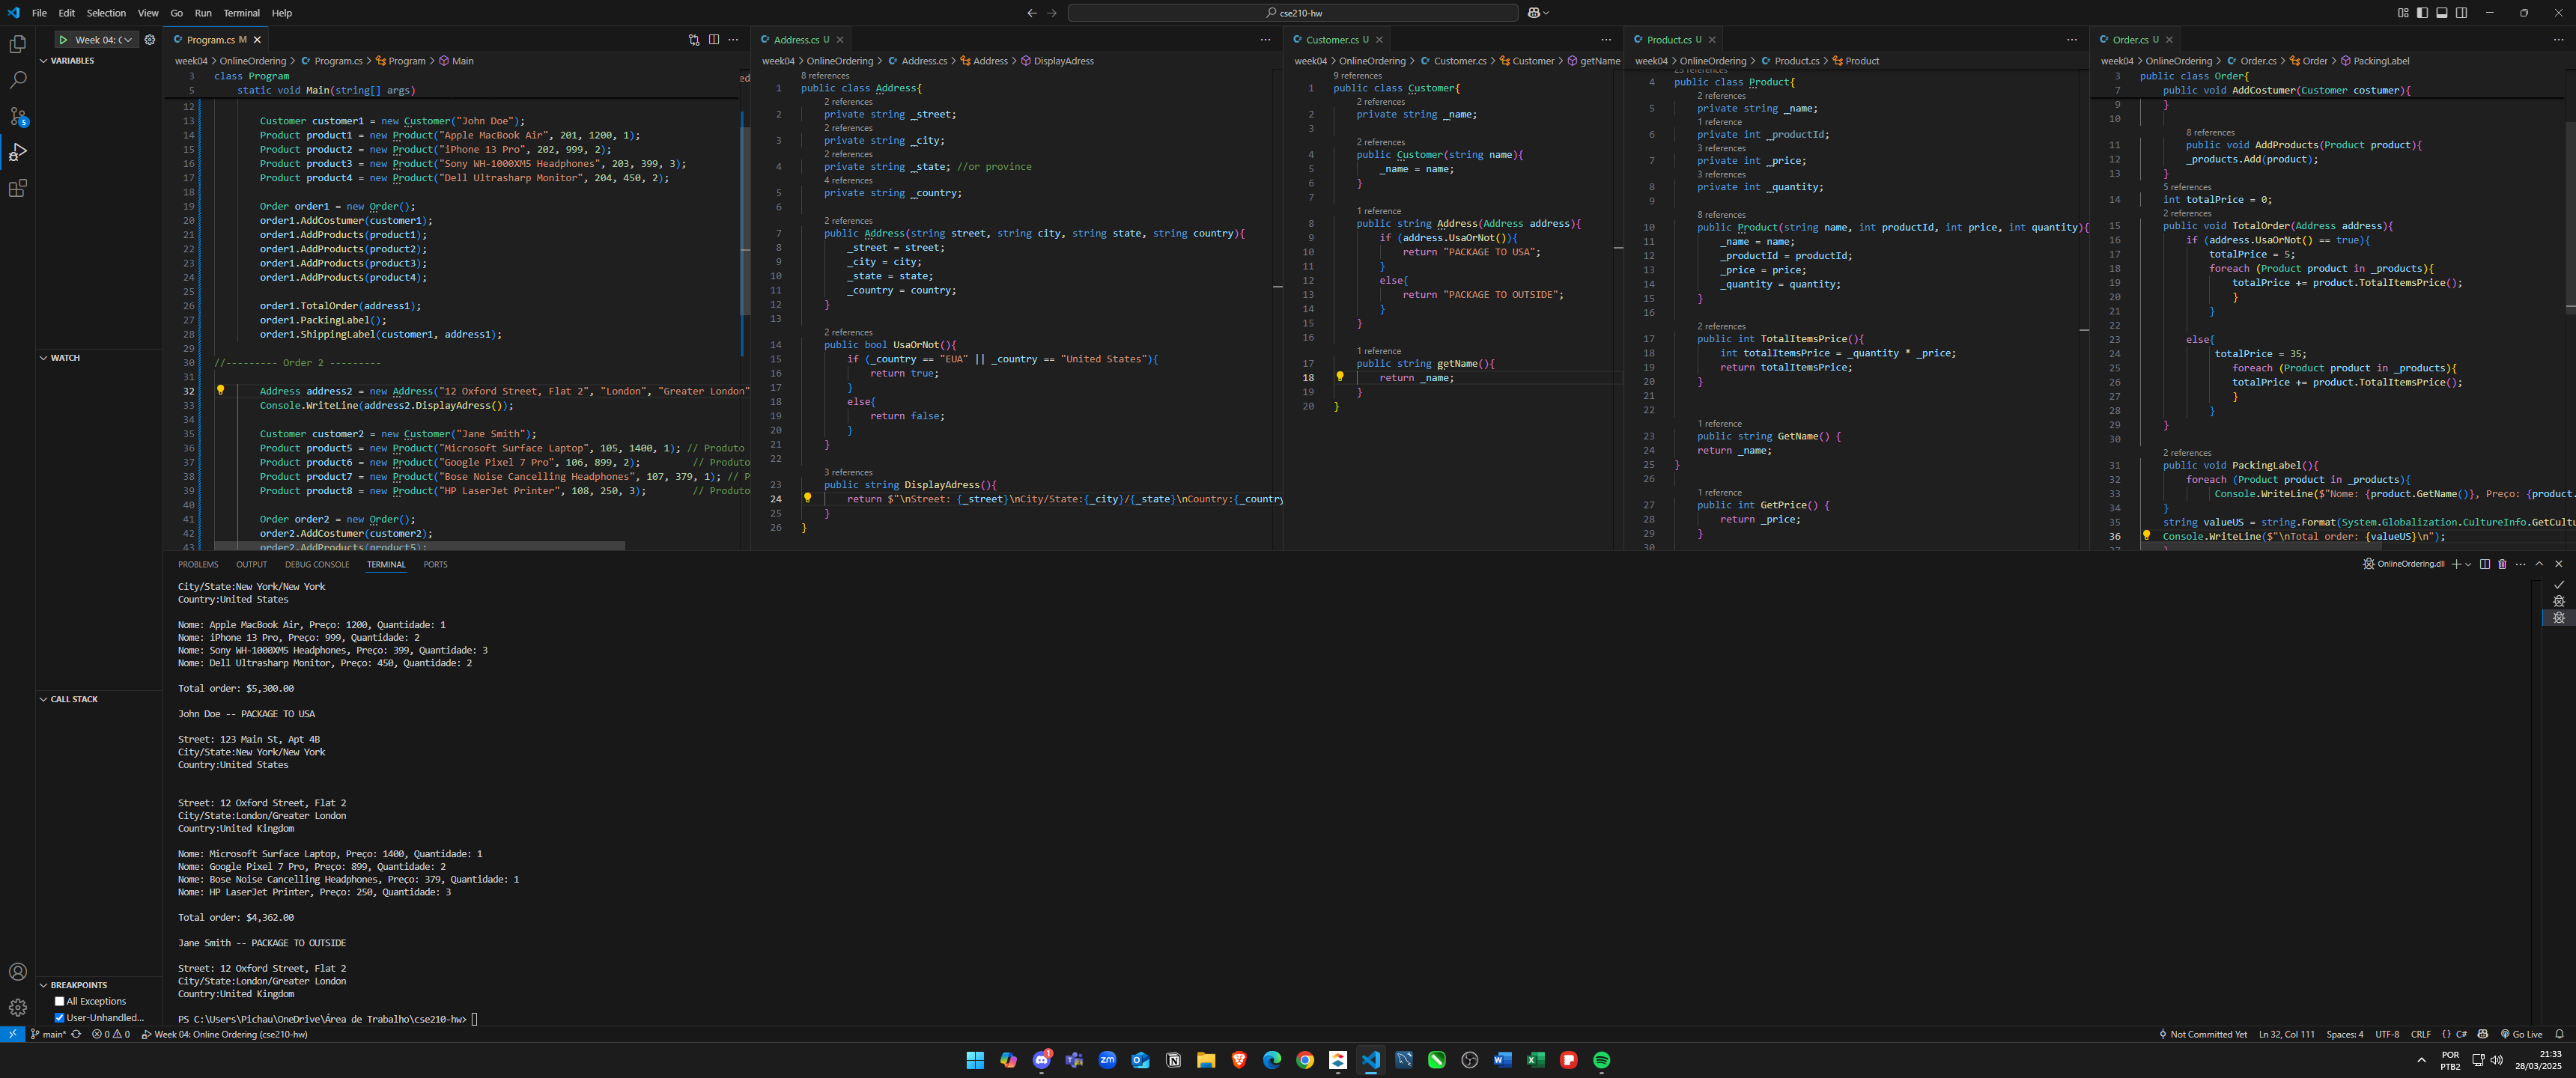 File Edit Selection View Go Run Terminal Help
cse210-hw
Week 04: C
VARIABLES
WATCH
CALL STACK
BREAKPOINTS
All Exceptions
User-Unhandled...
Program.cs M
week04 > OnlineOrdering > Program.cs > Program > Main
3 class Program
5 static void Main(string[] args)
12
13 Customer customer1 = new Customer("John Doe");
14 Product product1 = new Product("Apple MacBook Air", 201, 1200, 1);
15 Product product2 = new Product("iPhone 13 Pro", 202, 999, 2);
16 Product product3 = new Product("Sony WH-1000XM5 Headphones", 203, 399, 3);
17 Product product4 = new Product("Dell Ultrasharp Monitor", 204, 450, 2);
18
19 Order order1 = new Order();
20 order1.AddCostumer(customer1);
21 order1.AddProducts(product1);
22 order1.AddProducts(product2);
23 order1.AddProducts(product3);
24 order1.AddProducts(product4);
25
26 order1.TotalOrder(address1);
27 order1.PackingLabel();
28 order1.ShippingLabel(customer1, address1);
29
30 //--------- Order 2 ---------
31
32 Address address2 = new Address("12 Oxford Street, Flat 2", "London", "Greater London"
33 Console.WriteLine(address2.DisplayAdress());
34
35 Customer customer2 = new Customer("Jane Smith");
36 Product product5 = new Product("Microsoft Surface Laptop", 105, 1400, 1); // Produto
37 Product product6 = new Product("Google Pixel 7 Pro", 106, 899, 2); // Produto
38 Product product7 = new Product("Bose Noise Cancelling Headphones", 107, 379, 1); // P
39 Product product8 = new Product("HP LaserJet Printer", 108, 250, 3); // Produto
40
41 Order order2 = new Order();
42 order2.AddCostumer(customer2);
43 order2.AddProducts(product5);
Address.cs U
week04 > OnlineOrdering > Address.cs > Address > DisplayAdress
8 references
1 public class Address{
2 references
2 private string _street;
2 references
3 private string _city;
2 references
4 private string _state; //or province
4 references
5 private string _country;
6
2 references
7 public Address(string street, string city, string state, string country){
8 _street = street;
9 _city = city;
10 _state = state;
11 _country = country;
12 }
13
2 references
14 public bool UsaOrNot(){
15 if (_country == "EUA" || _country == "United States"){
16 return true;
17 }
18 else{
19 return false;
20 }
21 }
22
3 references
23 public string DisplayAdress(){
24 return $"\nStreet: {_street}\nCity/State:{_city}/{_state}\nCountry:{_country
25 }
26 }
Customer.cs U
week04 > OnlineOrdering > Customer.cs > Customer > getName
9 references
1 public class Customer{
2 references
2 private string _name;
3
2 references
4 public Customer(string name){
5 _name = name;
6 }
7
1 reference
8 public string Address(Address address){
9 if (address.UsaOrNot()){
10 return "PACKAGE TO USA";
11 }
12 else{
13 return "PACKAGE TO OUTSIDE";
14 }
15 }
16
1 reference
17 public string getName(){
18 return _name;
19 }
20 }
Product.cs U
week04 > OnlineOrdering > Product.cs > Product
23 references
4 public class Product{
2 references
5 private string _name;
1 reference
6 private int _productId;
3 references
7 private int _price;
3 references
8 private int _quantity;
9
8 references
10 public Product(string name, int productId, int price, int quantity){
11 _name = name;
12 _productId = productId;
13 _price = price;
14 _quantity = quantity;
15 }
16
2 references
17 public int TotalItemsPrice(){
18 int totalItemsPrice = _quantity * _price;
19 return totalItemsPrice;
20 }
21
22
1 reference
23 public string GetName() {
24 return _name;
25 }
26
1 reference
27 public int GetPrice() {
28 return _price;
29 }
30
Order.cs U
week04 > OnlineOrdering > Order.cs > Order > PackingLabel
3 public class Order{
7 public void AddCostumer(Customer costumer){
9 }
10
8 references
11 public void AddProducts(Product product){
12 _products.Add(product);
13 }
5 references
14 int totalPrice = 0;
2 references
15 public void TotalOrder(Address address){
16 if (address.UsaOrNot() == true){
17 totalPrice = 5;
18 foreach (Product product in _products){
19 totalPrice += product.TotalItemsPrice();
20 }
21 }
22
23 else{
24 totalPrice = 35;
25 foreach (Product product in _products){
26 totalPrice += product.TotalItemsPrice();
27 }
28 }
29 }
30
2 references
31 public void PackingLabel(){
32 foreach (Product product in _products){
33 Console.WriteLine($"Nome: {product.GetName()}, Preço: {product.
34 }
35 string valueUS = string.Format(System.Globalization.CultureInfo.GetCultu
36 Console.WriteLine($"\nTotal order: {valueUS}\n");
PROBLEMS OUTPUT DEBUG CONSOLE TERMINAL PORTS
OnlineOrdering.dll
City/State:New York/New York
Country:United States
Nome: Apple MacBook Air, Preço: 1200, Quantidade: 1
Nome: iPhone 13 Pro, Preço: 999, Quantidade: 2
Nome: Sony WH-1000XM5 Headphones, Preço: 399, Quantidade: 3
Nome: Dell Ultrasharp Monitor, Preço: 450, Quantidade: 2
Total order: $5,300.00
John Doe -- PACKAGE TO USA
Street: 123 Main St, Apt 4B
City/State:New York/New York
Country:United States
Street: 12 Oxford Street, Flat 2
City/State:London/Greater London
Country:United Kingdom
Nome: Microsoft Surface Laptop, Preço: 1400, Quantidade: 1
Nome: Google Pixel 7 Pro, Preço: 899, Quantidade: 2
Nome: Bose Noise Cancelling Headphones, Preço: 379, Quantidade: 1
Nome: HP LaserJet Printer, Preço: 250, Quantidade: 3
Total order: $4,362.00
Jane Smith -- PACKAGE TO OUTSIDE
Street: 12 Oxford Street, Flat 2
City/State:London/Greater London
Country:United Kingdom
PS C:\Users\Pichau\OneDrive\Área de Trabalho\cse210-hw>
main* 0 0 Week 04: Online Ordering (cse210-hw)
Not Committed Yet Ln 32, Col 111 Spaces: 4 UTF-8 CRLF {} C# Go Live
POR
PTB2
21:33
28/03/2025